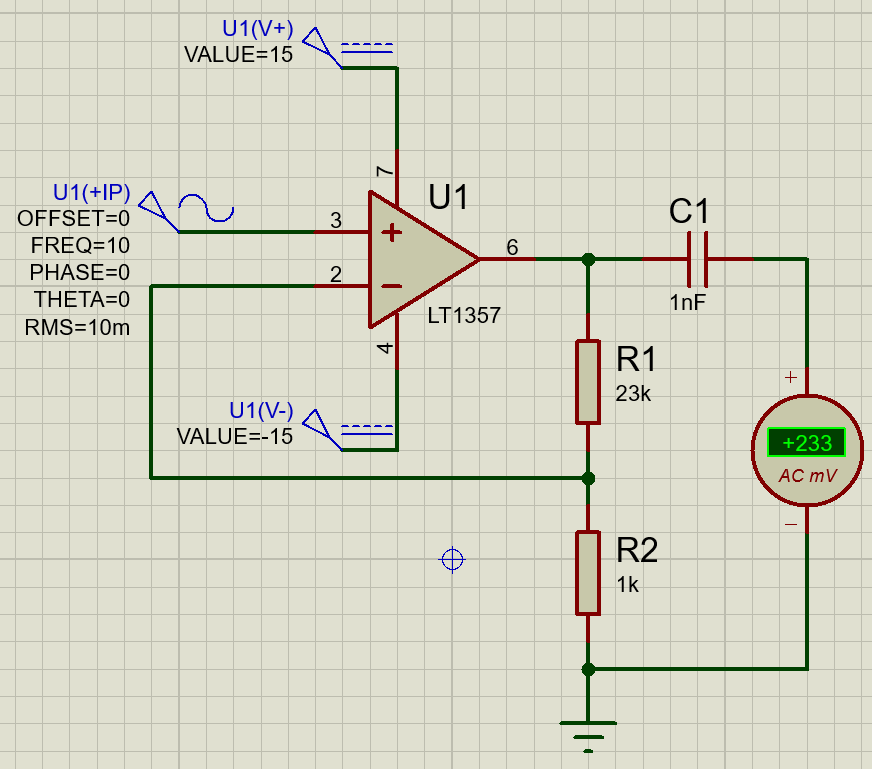 U1(V+)
VALUE=15
7
U1
U1(+IP)
OFFSET=0
FREQ=10
PHASE=0
THETA=0
RMS=10m
3
+
2
−
6
LT1357
4
C1
1nF
R1
23k
U1(V-)
VALUE=-15
+
+233
AC mV
−
R2
1k